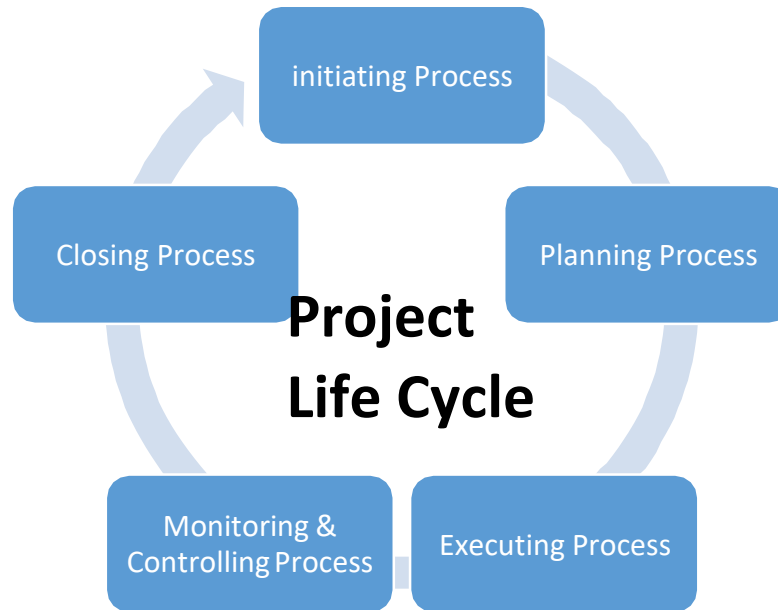 initiating Process
Planning Process
Executing Process
Monitoring &
Controlling Process
Closing Process
Project
Life Cycle